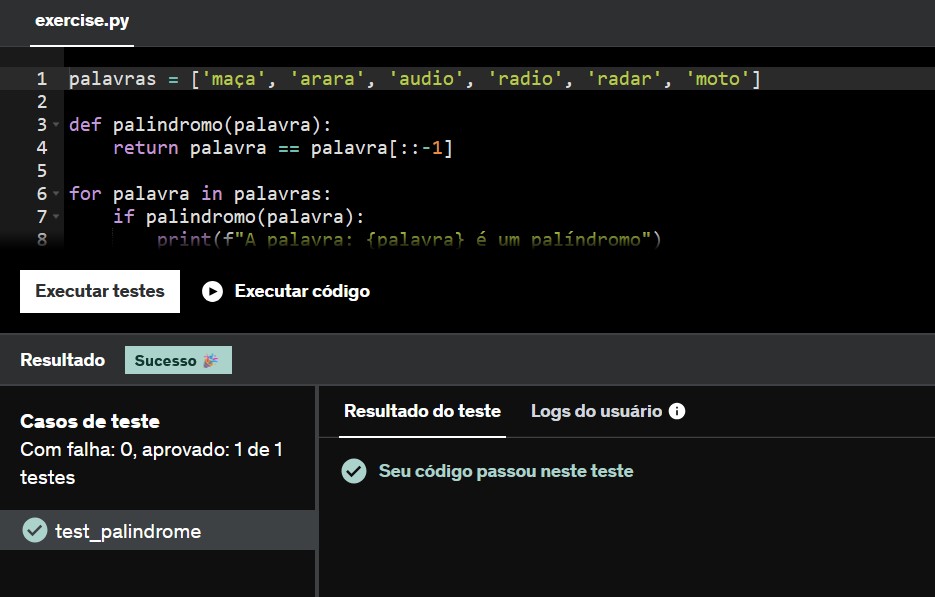 exercise.py
1 palavras = ['maça', 'arara', 'audio', 'radio', 'radar', 'moto']
2
3 def palindromo(palavra):
4     return palavra == palavra[::-1]
5
6 for palavra in palavras:
7     if palindromo(palavra):
8         print(f"A palavra: {palavra} é um palíndromo")
Executar testes Executar código
Resultado Sucesso 🎉
Casos de teste
Com falha: 0, aprovado: 1 de 1
testes
test_palindrome
Resultado do teste Logs do usuário
Seu código passou neste teste